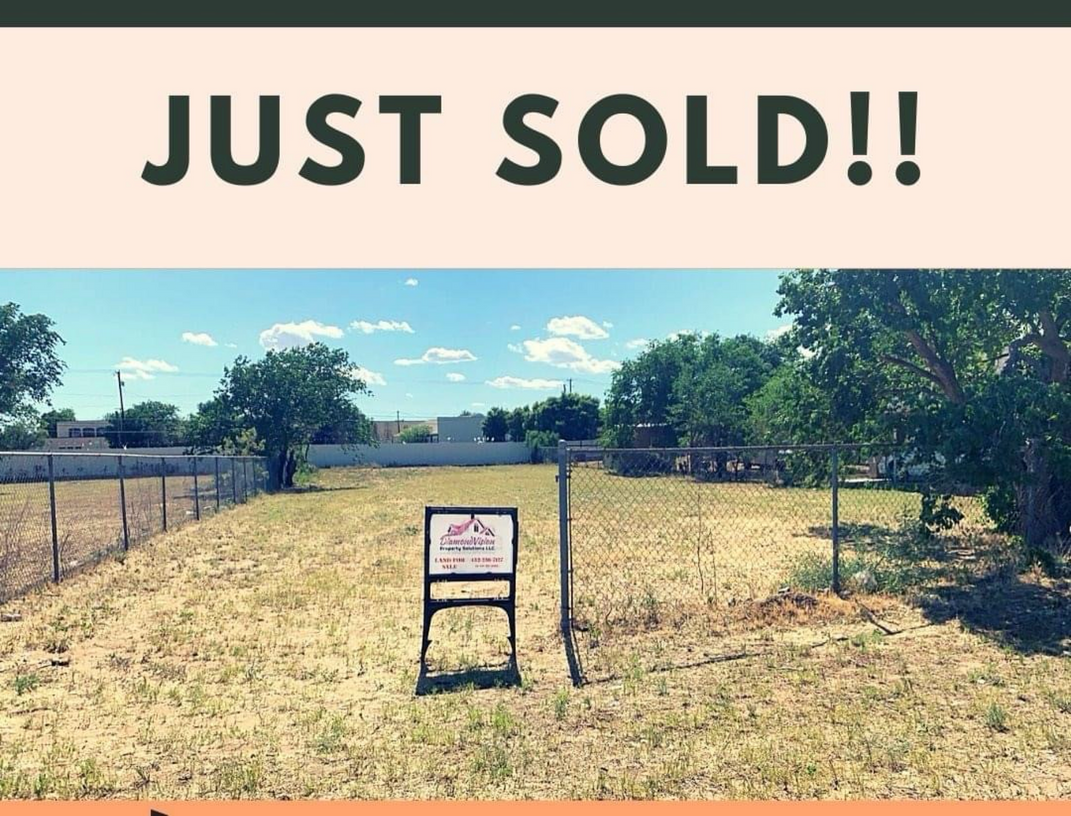 JUST SOLD!!
DiamondVision
Property Solutions LLC
LAND FOR
SALE